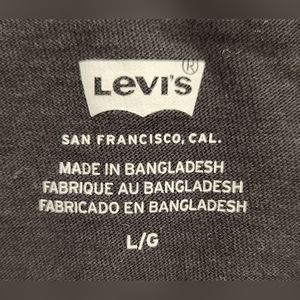 Levi's®
SAN FRANCISCO, CAL.
MADE IN BANGLADESH
FABRIQUE AU BANGLADESH
FABRICADO EN BANGLADESH
L/G